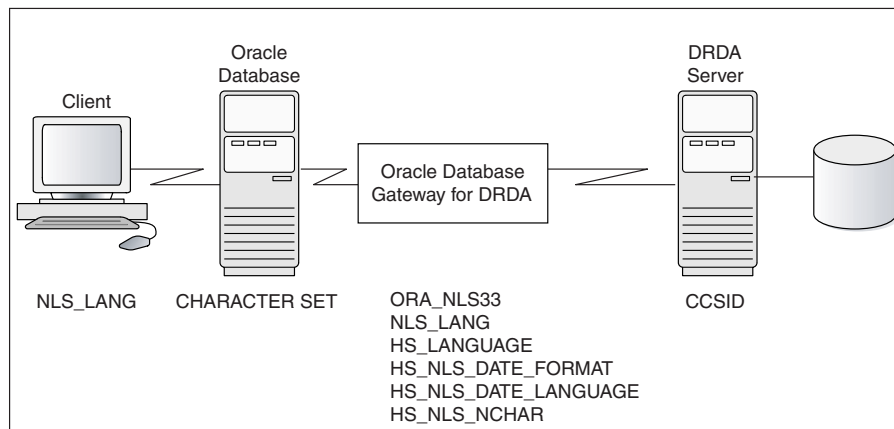 Oracle
Database
DRDA
Server
Client
Oracle Database
Gateway for DRDA
NLS_LANG
CHARACTER SET
ORA_NLS33
NLS_LANG
HS_LANGUAGE
HS_NLS_DATE_FORMAT
HS_NLS_DATE_LANGUAGE
HS_NLS_NCHAR
CCSID